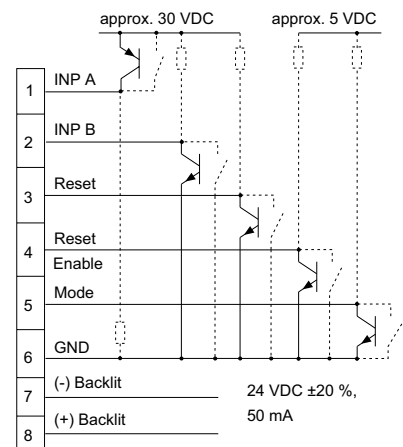 approx. 30 VDC
approx. 5 VDC
1 INP A
2 INP B
3 Reset
4 Reset
Enable
5 Mode
6 GND
7 (-) Backlit
8 (+) Backlit
24 VDC ±20 %,
50 mA